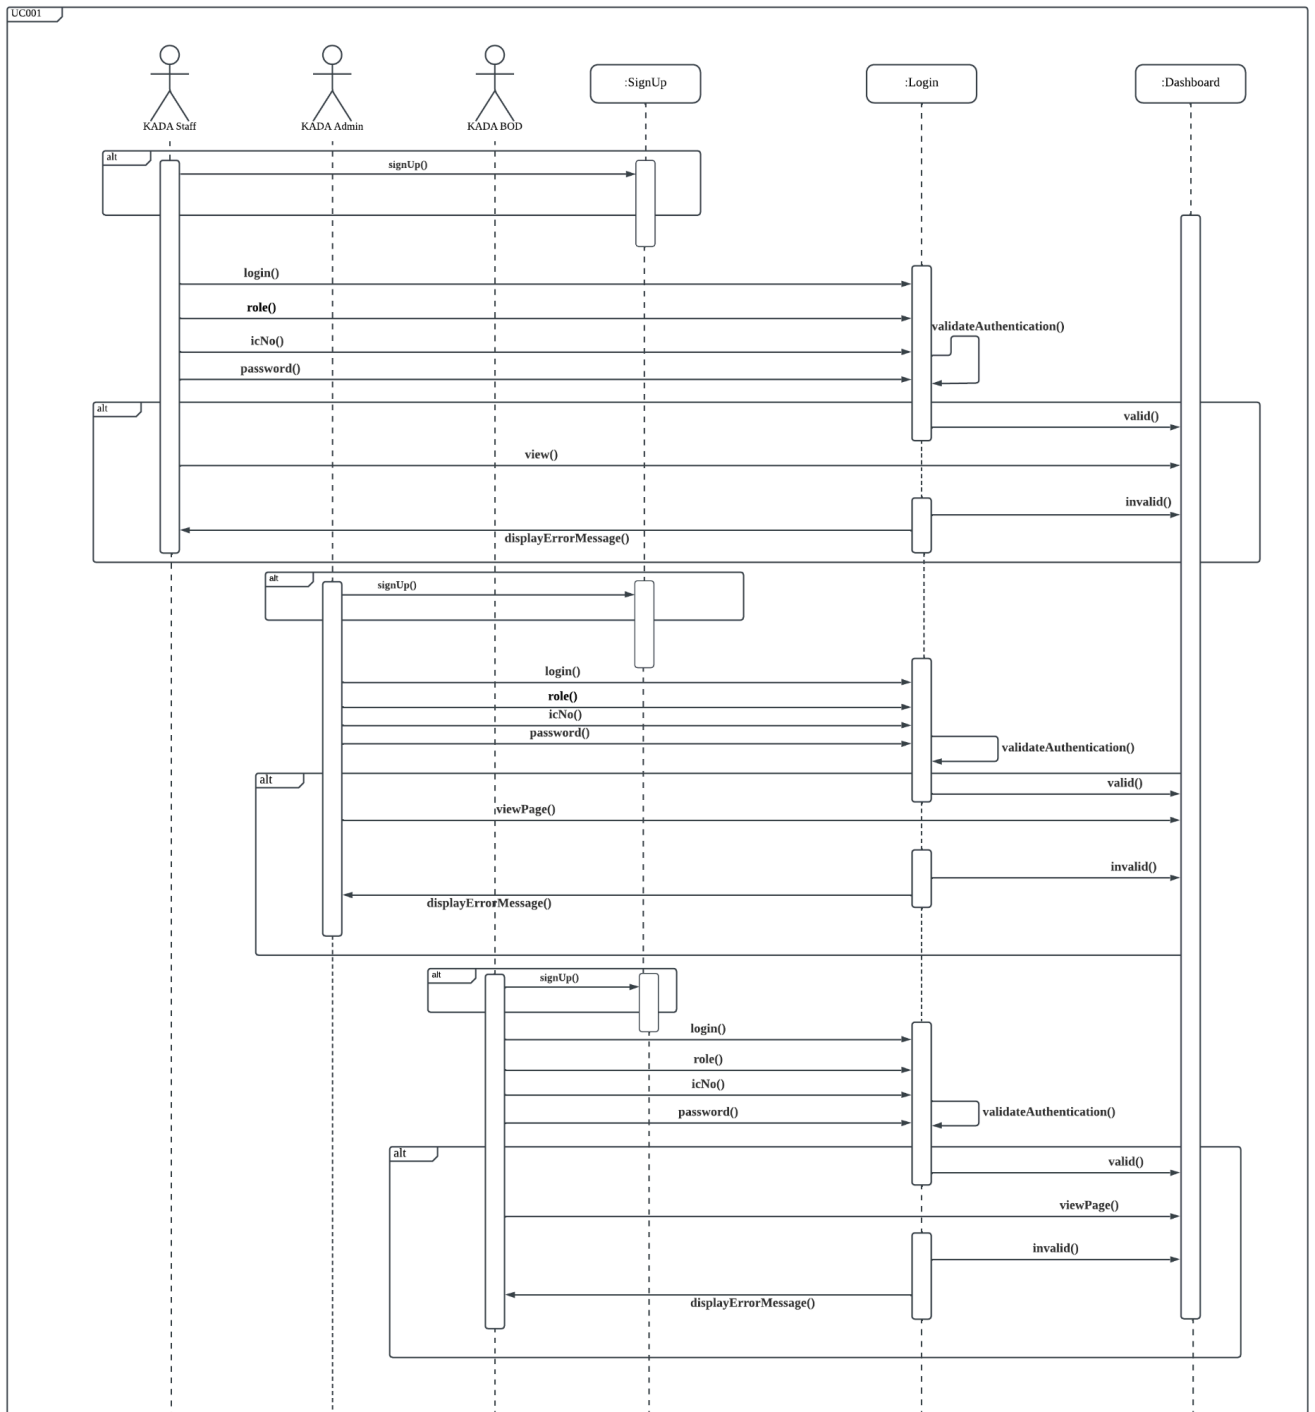 UC001
KADA Staff
KADA Admin
KADA BOD
:SignUp
:Login
:Dashboard
alt
signUp()
login()
role()
validateAuthentication()
icNo()
password()
alt
valid()
view()
invalid()
displayErrorMessage()
alt
signUp()
login()
role()
icNo()
password()
validateAuthentication()
alt
valid()
viewPage()
invalid()
displayErrorMessage()
alt
signUp()
login()
role()
icNo()
password()
validateAuthentication()
alt
valid()
viewPage()
invalid()
displayErrorMessage()